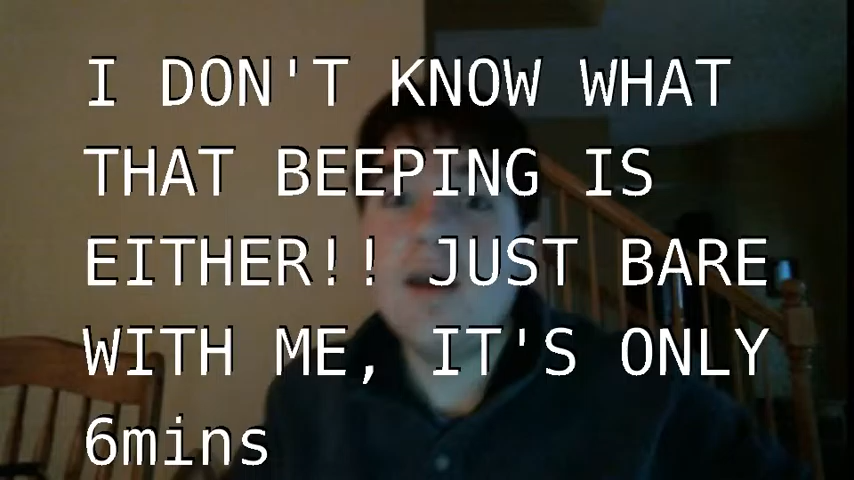 I DON'T KNOW WHAT
THAT BEEPING IS
EITHER!! JUST BARE
WITH ME, IT'S ONLY
6mins